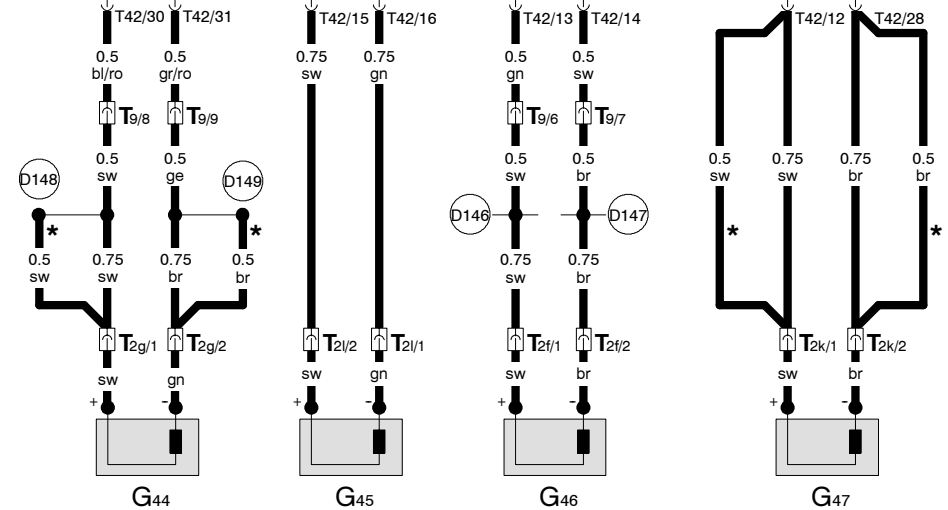 T42/30 T42/31 T42/15 T42/16 T42/13 T42/14 T42/12 T42/28
0.5 0.5 0.75 0.75 0.5 0.5
bl/ro gr/ro sw gn gn sw
T9/8 T9/9 T9/6 T9/7
0.5 0.5 0.5 0.5 0.5 0.75 0.75 0.5
sw ge sw br sw sw br br
D148 D149
D146 D147
* * * *
0.5 0.75 0.75 0.5 0.75 0.75
sw sw br br sw br
T2g/1 T2g/2 T2l/2 T2l/1 T2f/1 T2f/2 T2k/1 T2k/2
sw gn sw gn sw br sw br
+ - + - + - + -
G44 G45 G46 G47